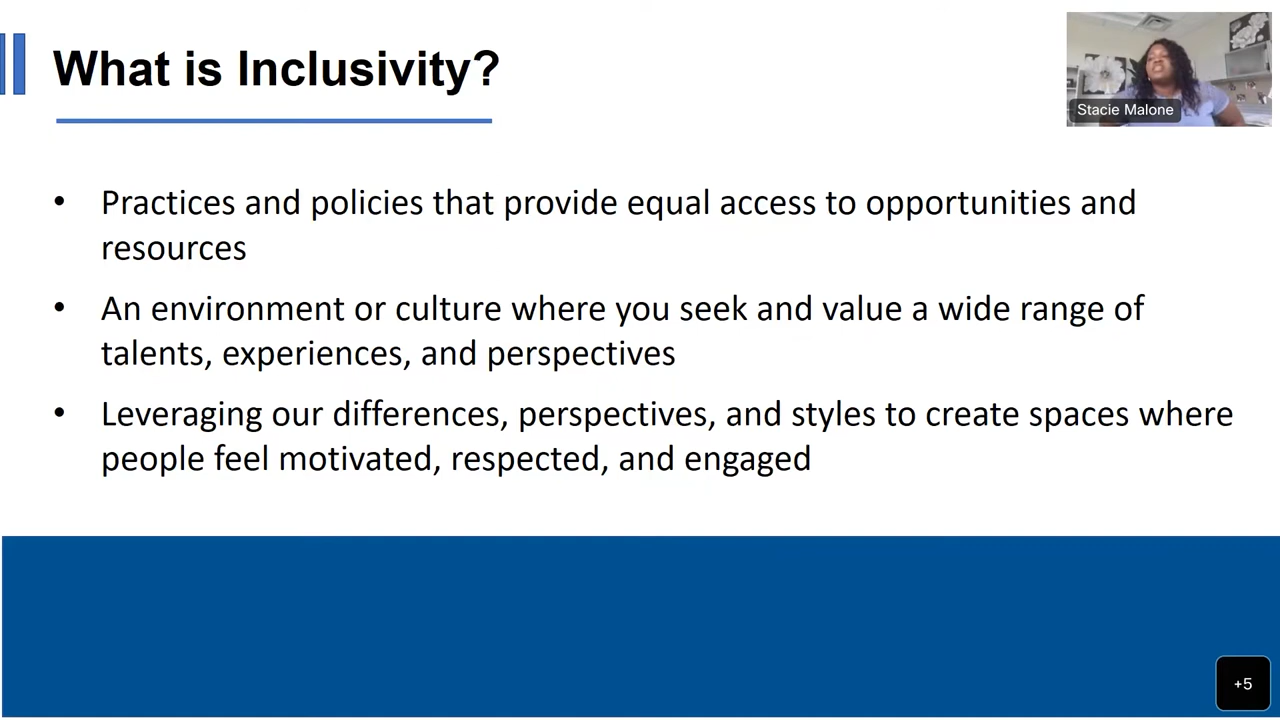 What is Inclusivity?
Stacie Malone
• Practices and policies that provide equal access to opportunities and
resources
• An environment or culture where you seek and value a wide range of
talents, experiences, and perspectives
• Leveraging our differences, perspectives, and styles to create spaces where
people feel motivated, respected, and engaged
+5